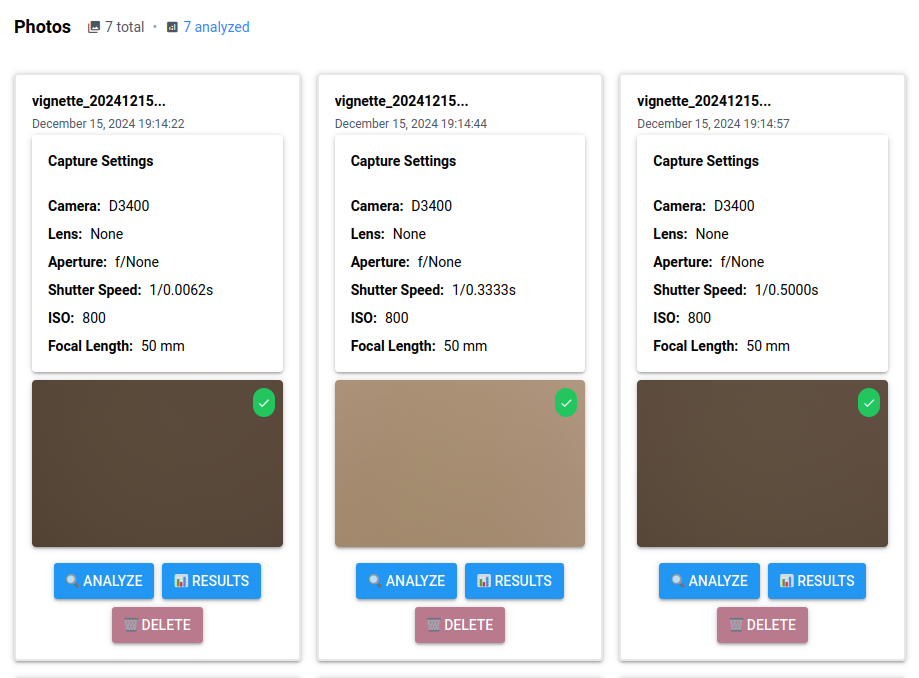 Photos 7 total • 7 analyzed
vignette_20241215...
December 15, 2024 19:14:22
Capture Settings
Camera: D3400
Lens: None
Aperture: f/None
Shutter Speed: 1/0.0062s
ISO: 800
Focal Length: 50 mm
ANALYZE
RESULTS
DELETE
vignette_20241215...
December 15, 2024 19:14:44
Capture Settings
Camera: D3400
Lens: None
Aperture: f/None
Shutter Speed: 1/0.3333s
ISO: 800
Focal Length: 50 mm
ANALYZE
RESULTS
DELETE
vignette_20241215...
December 15, 2024 19:14:57
Capture Settings
Camera: D3400
Lens: None
Aperture: f/None
Shutter Speed: 1/0.5000s
ISO: 800
Focal Length: 50 mm
ANALYZE
RESULTS
DELETE